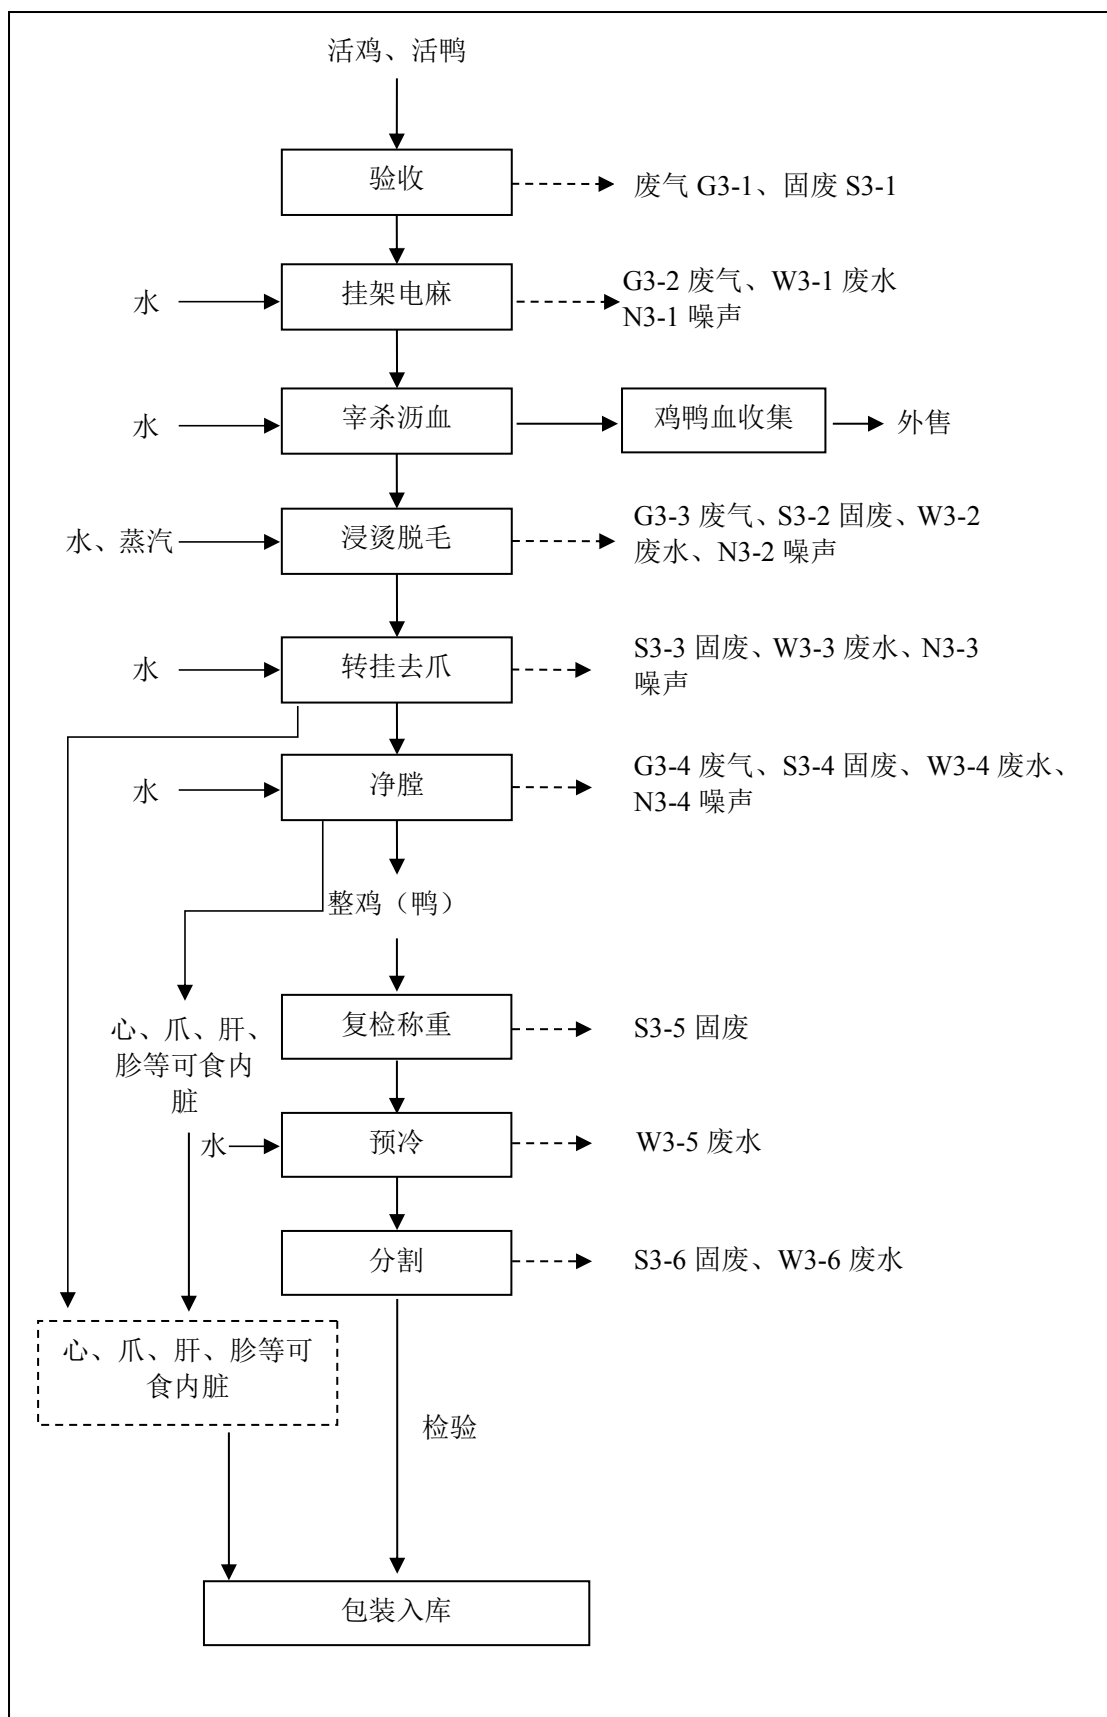 活鸡、活鸭
验收
废气 G3-1、固废 S3-1
水
挂架电麻
G3-2 废气、W3-1 废水
N3-1 噪声
水
宰杀沥血
鸡鸭血收集
外售
水、蒸汽
浸烫脱毛
G3-3 废气、S3-2 固废、W3-2
废水、N3-2 噪声
水
转挂去爪
S3-3 固废、W3-3 废水、N3-3
噪声
水
净膛
G3-4 废气、S3-4 固废、W3-4 废水、
N3-4 噪声
整鸡（鸭）
复检称重
S3-5 固废
心、爪、肝、
胗等可食内
脏
水
预冷
W3-5 废水
分割
S3-6 固废、W3-6 废水
心、爪、肝、胗等可
食内脏
检验
包装入库